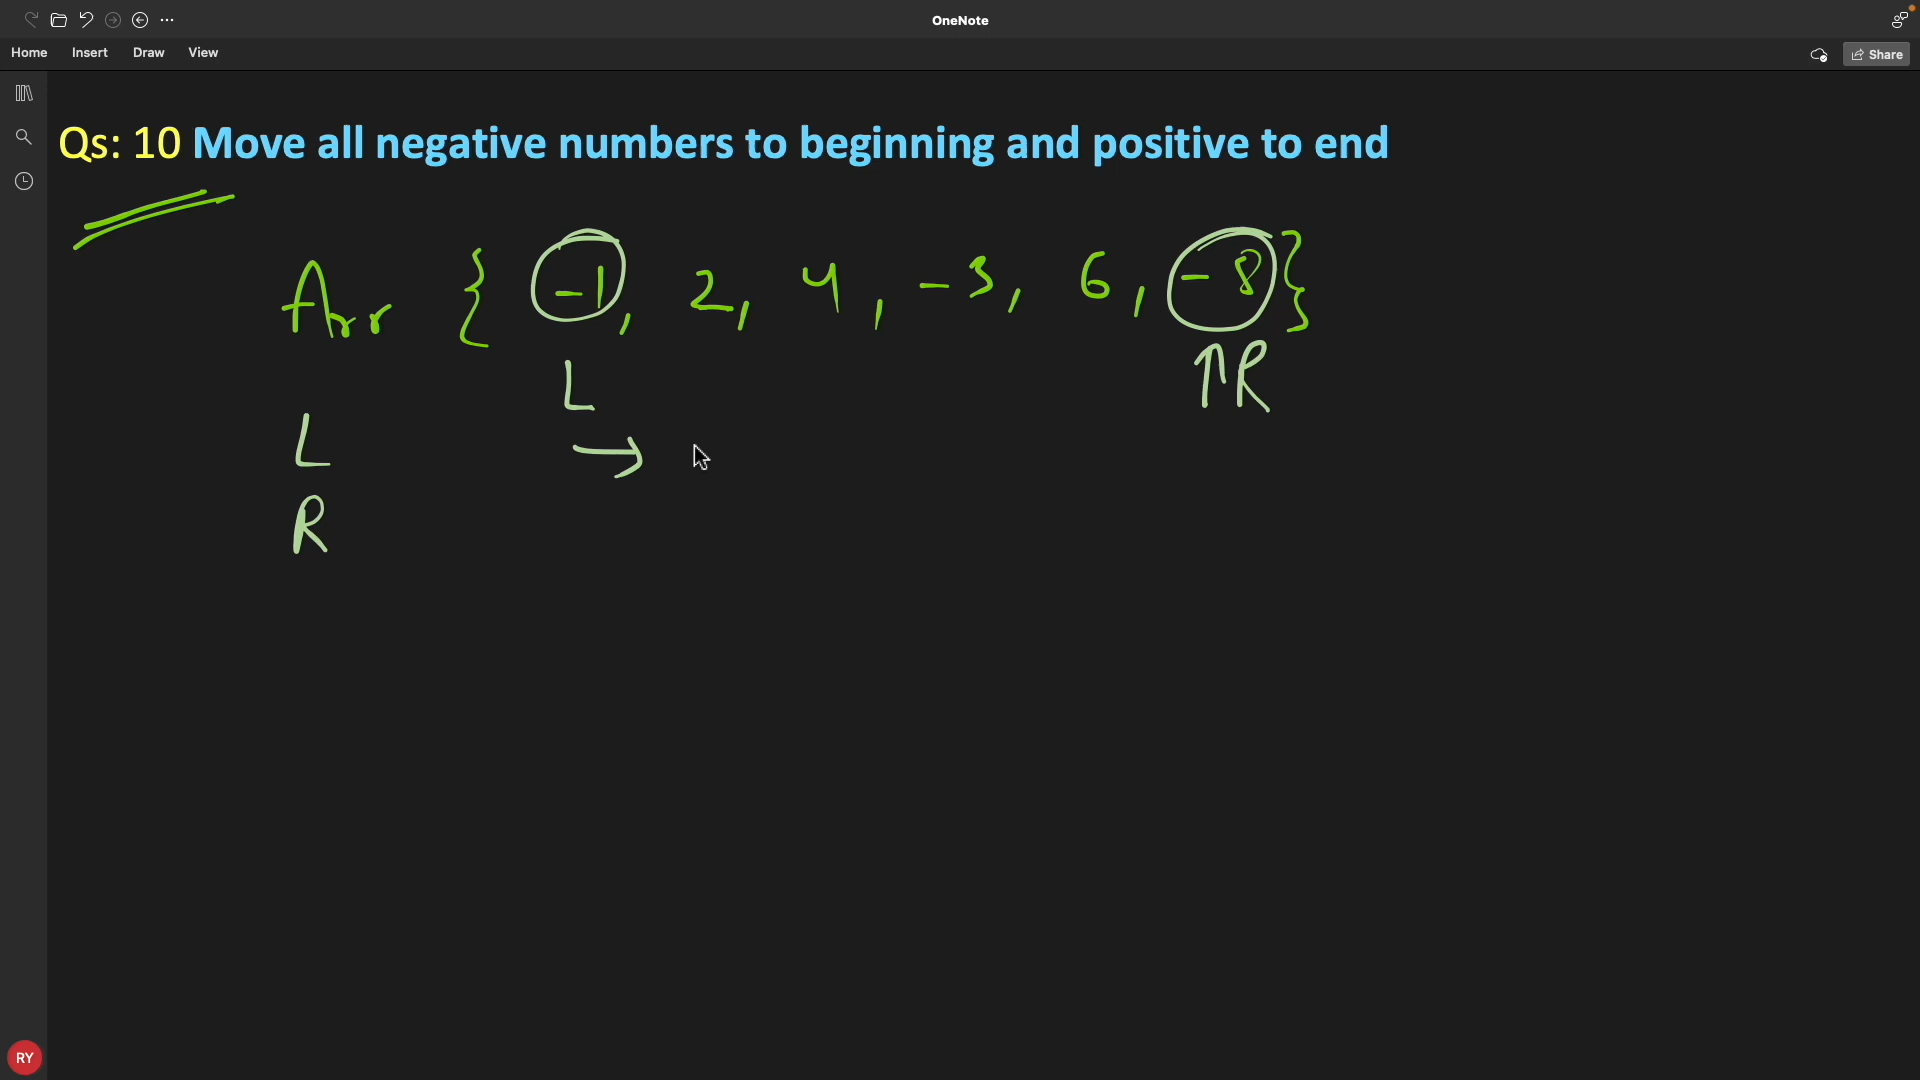 OneNote
Home Insert Draw View
Share
Qs: 10 Move all negative numbers to beginning and positive to end
Arr { -1, 2, 4, -3, 6, -8 }
L ↑R
→
L
R
RY